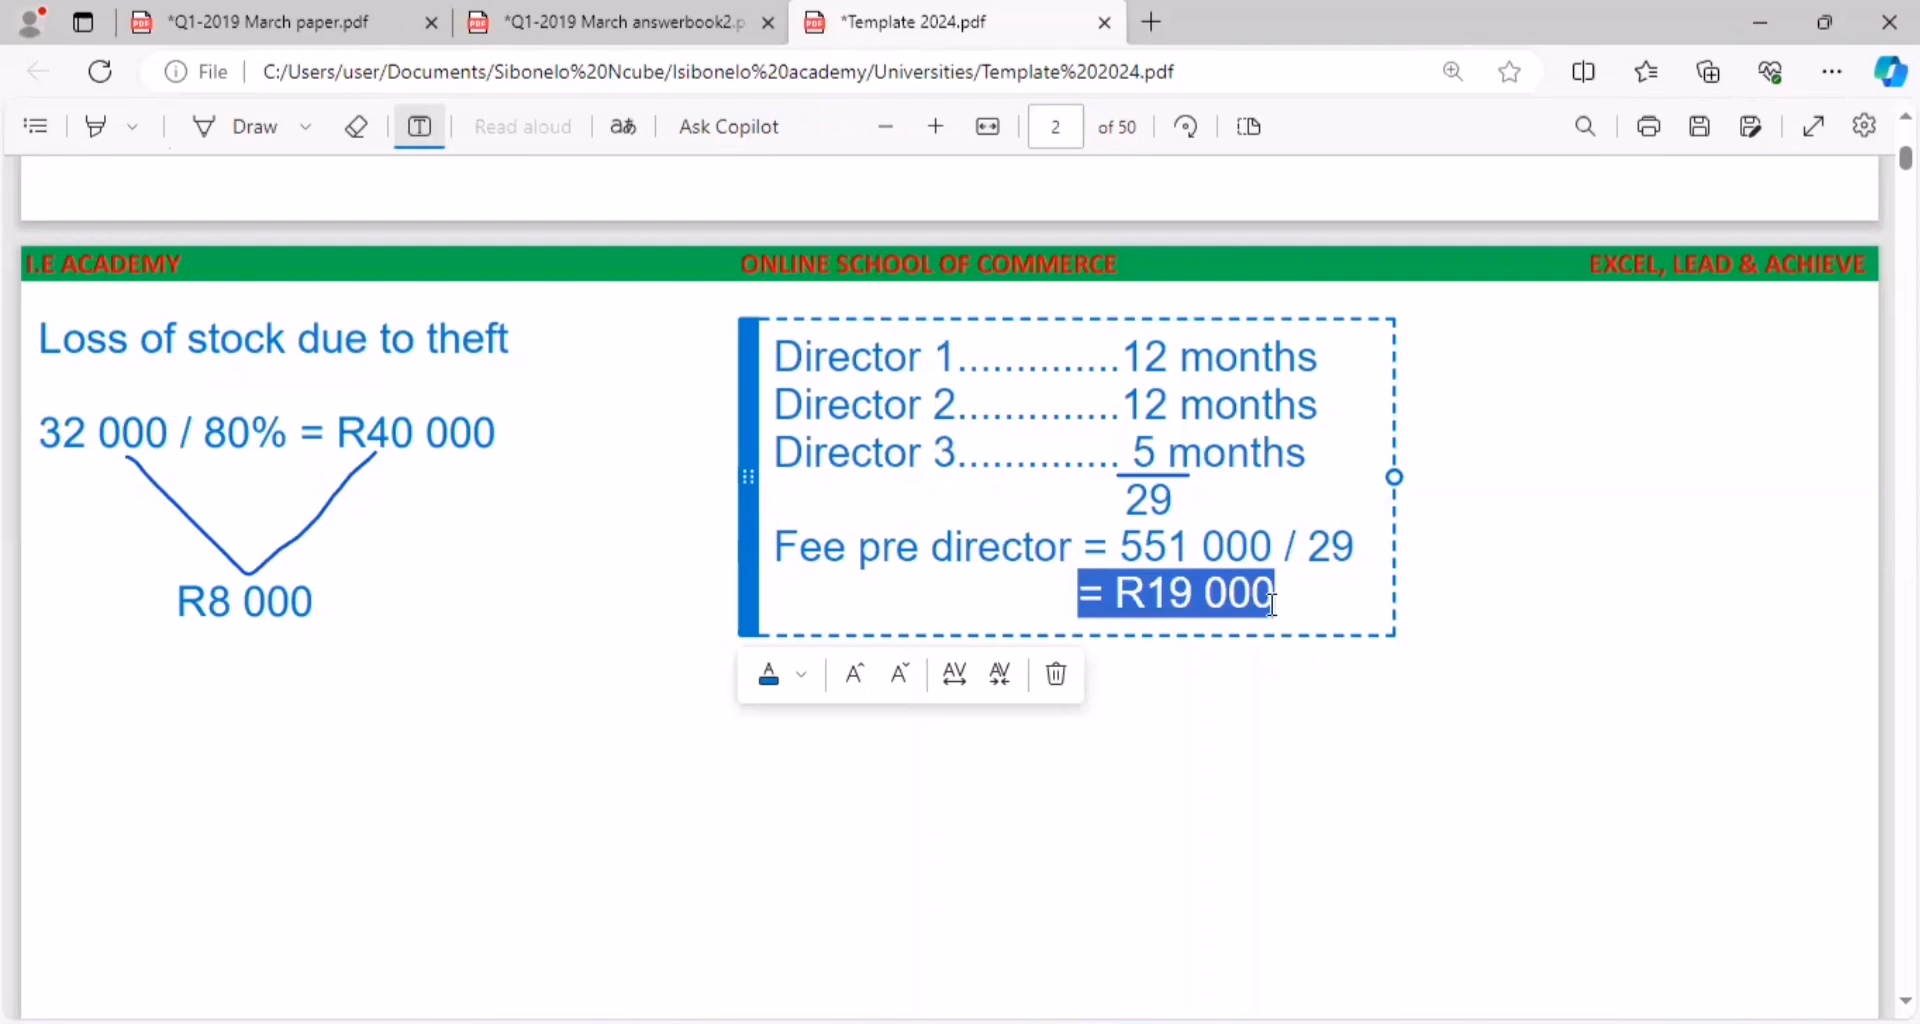 *Q1-2019 March paper.pdf
*Q1-2019 March answerbook2.p
*Template 2024.pdf
File
C:/Users/user/Documents/Sibonelo%20Ncube/Isibonelo%20academy/Universities/Template%202024.pdf
Draw
Read aloud
aあ
Ask Copilot
2 of 50
I.E ACADEMY
ONLINE SCHOOL OF COMMERCE
EXCEL, LEAD & ACHIEVE
Loss of stock due to theft
32 000 / 80% = R40 000
R8 000
Director 1..............12 months
Director 2..............12 months
Director 3.............. 5 months
29
Fee pre director = 551 000 / 29
= R19 000